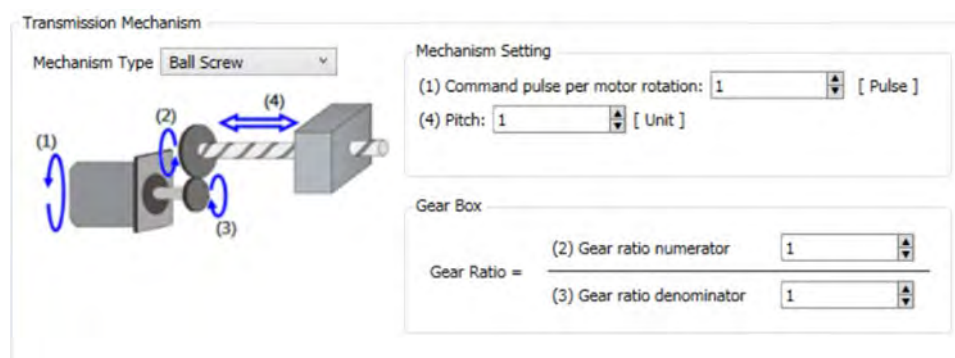 Transmission Mechanism
Mechanism Type Ball Screw
(1)
(2)
(4)
(3)
Mechanism Setting
(1) Command pulse per motor rotation: 1 [ Pulse ]
(4) Pitch: 1 [ Unit ]
Gear Box
Gear Ratio =
(2) Gear ratio numerator 1
(3) Gear ratio denominator 1